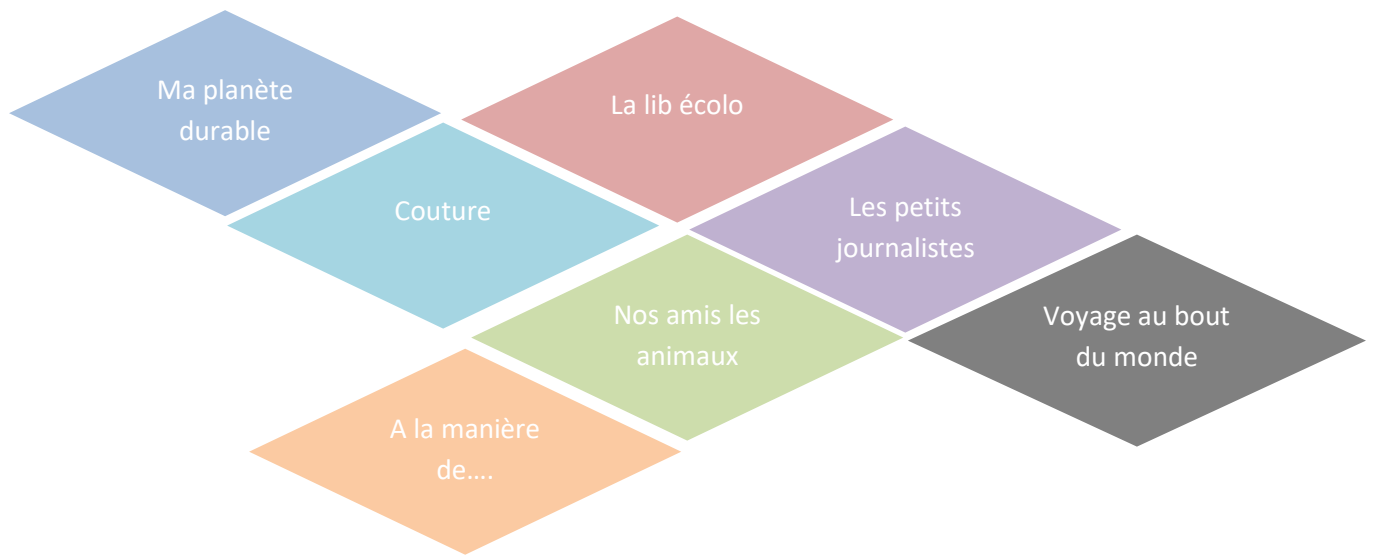 Ma planète
durable
La lib écolo
Couture
Les petits
journalistes
Nos amis les
animaux
Voyage au bout
du monde
A la manière
de....